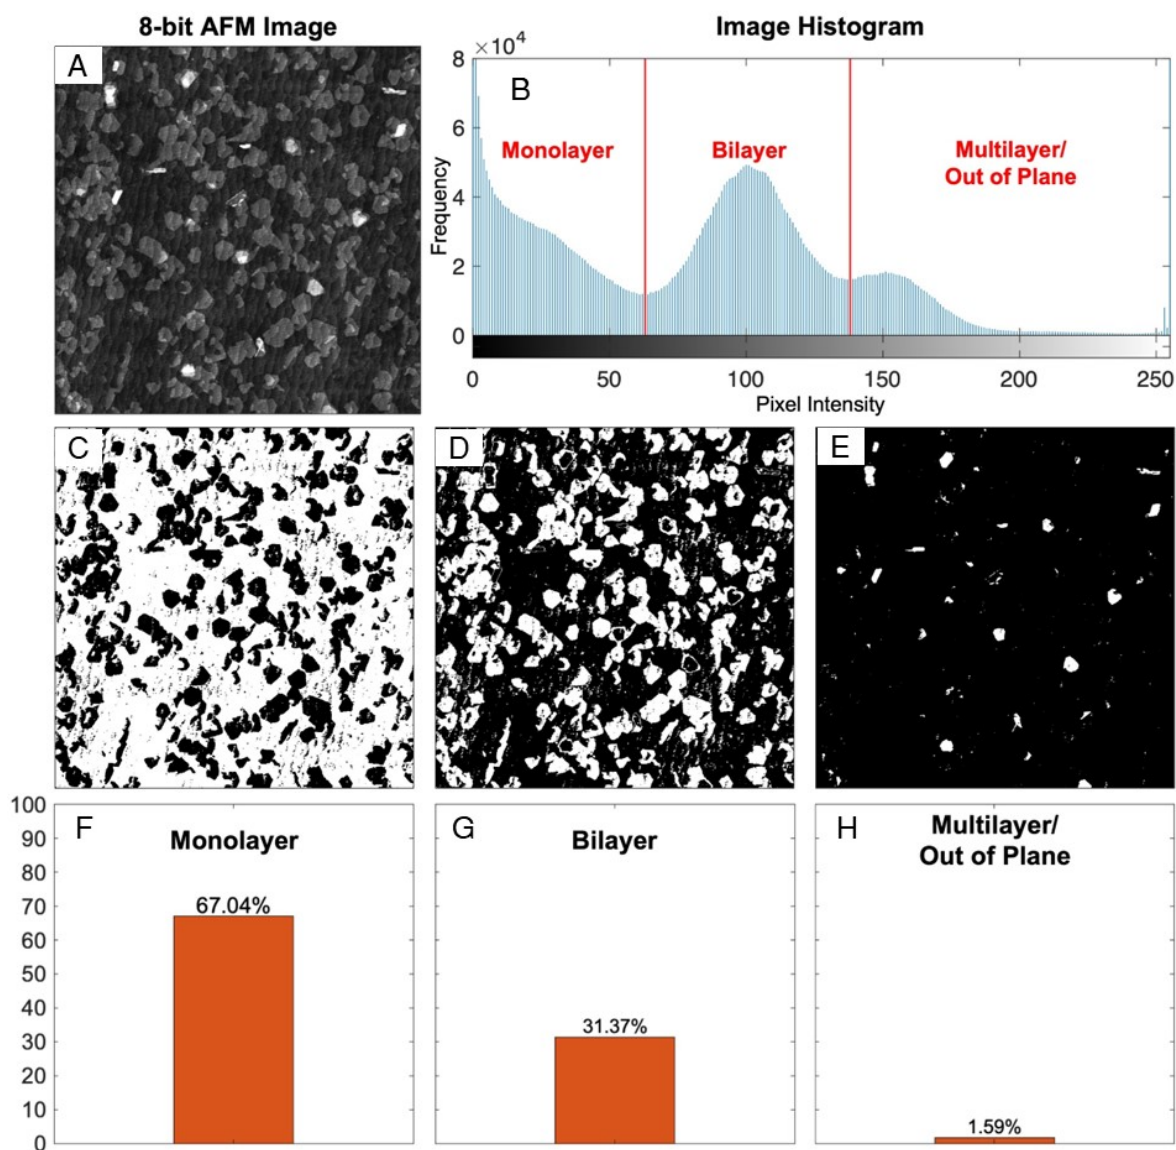 8-bit AFM Image
Image Histogram
A
×10⁴
B
8
6
4
2
0
Frequency
Monolayer
Bilayer
Multilayer/
Out of Plane
0 50 100 150 200 250
Pixel Intensity
C
D
E
100
90
80
70
60
50
40
30
20
10
0
F
Monolayer
67.04%
G
Bilayer
31.37%
H
Multilayer/
Out of Plane
1.59%